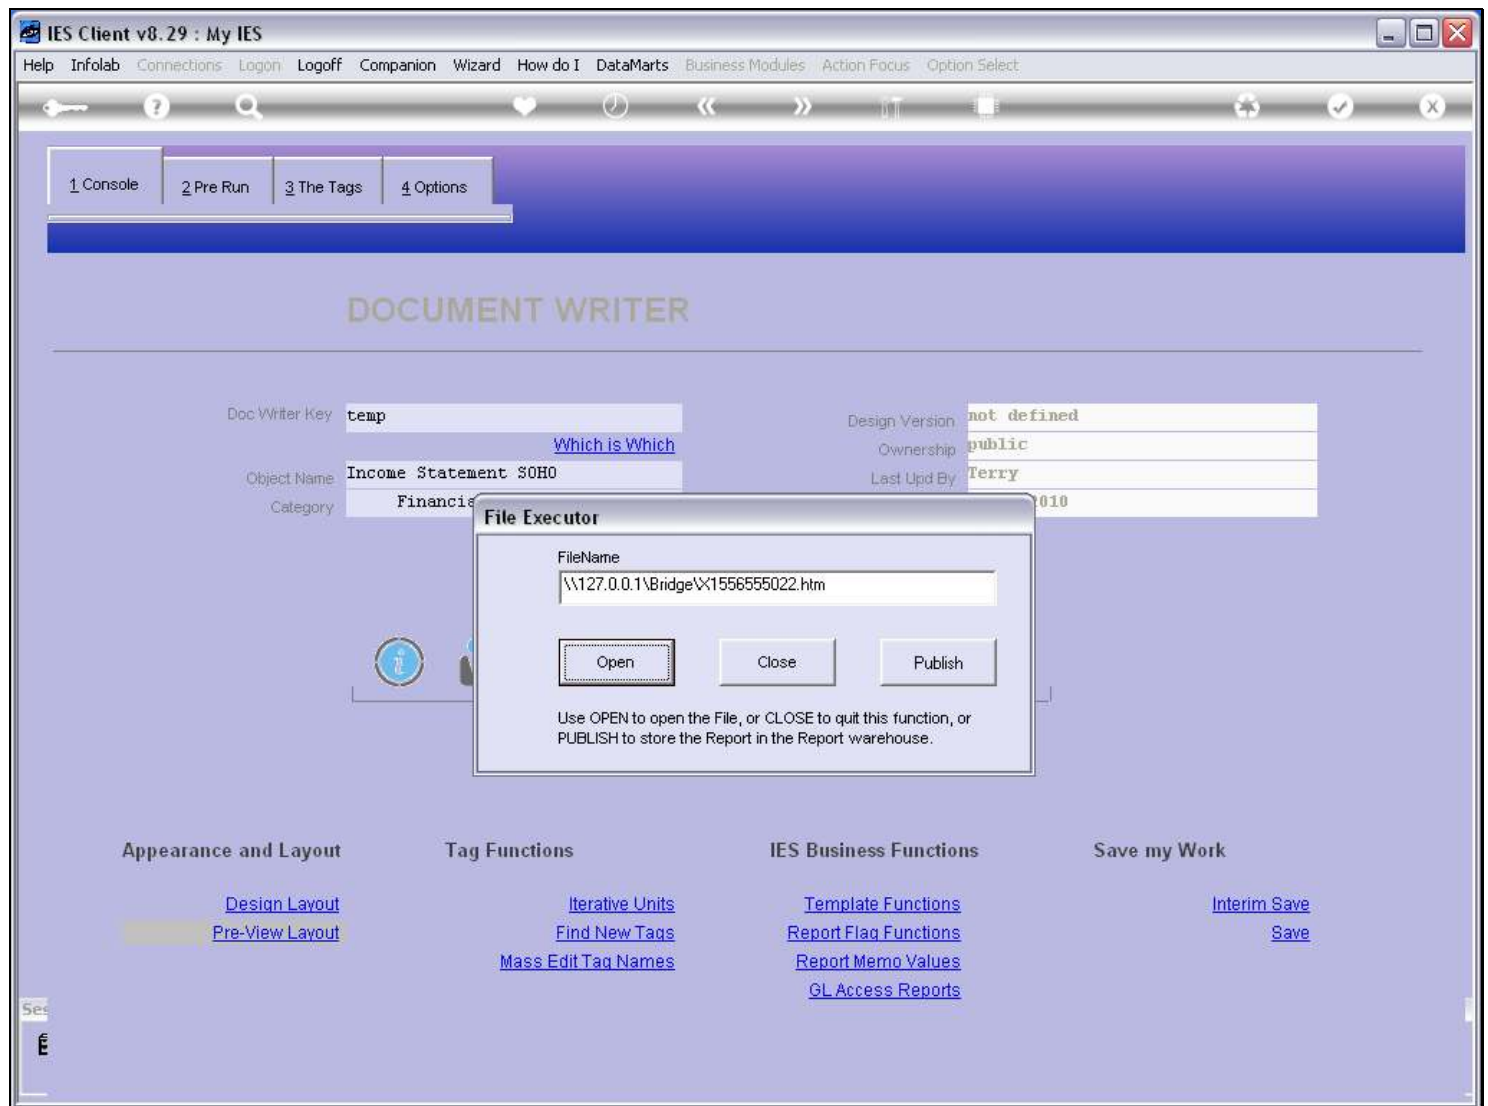 IES Client v8.29 : My IES
Help Infolab Connections Logon Logoff Companion Wizard How do I DataMarts Business Modules Action Focus Option Select
1 Console 2 Pre Run 3 The Tags 4 Options
DOCUMENT WRITER
Doc Writer Key temp
Design Version not defined
Which is Which
Ownership public
Object Name Income Statement SOHO
Last Upd By Terry
Category
File Executor
FileName
\\127.0.0.1\Bridge\X1556555022.htm
Open Close Publish
Use OPEN to open the File, or CLOSE to quit this function, or
PUBLISH to store the Report in the Report warehouse.
Appearance and Layout Tag Functions IES Business Functions Save my Work
Design Layout Iterative Units Template Functions Interim Save
Pre-View Layout Find New Tags Report Flag Functions Save
Mass Edit Tag Names Report Memo Values
GL Access Reports